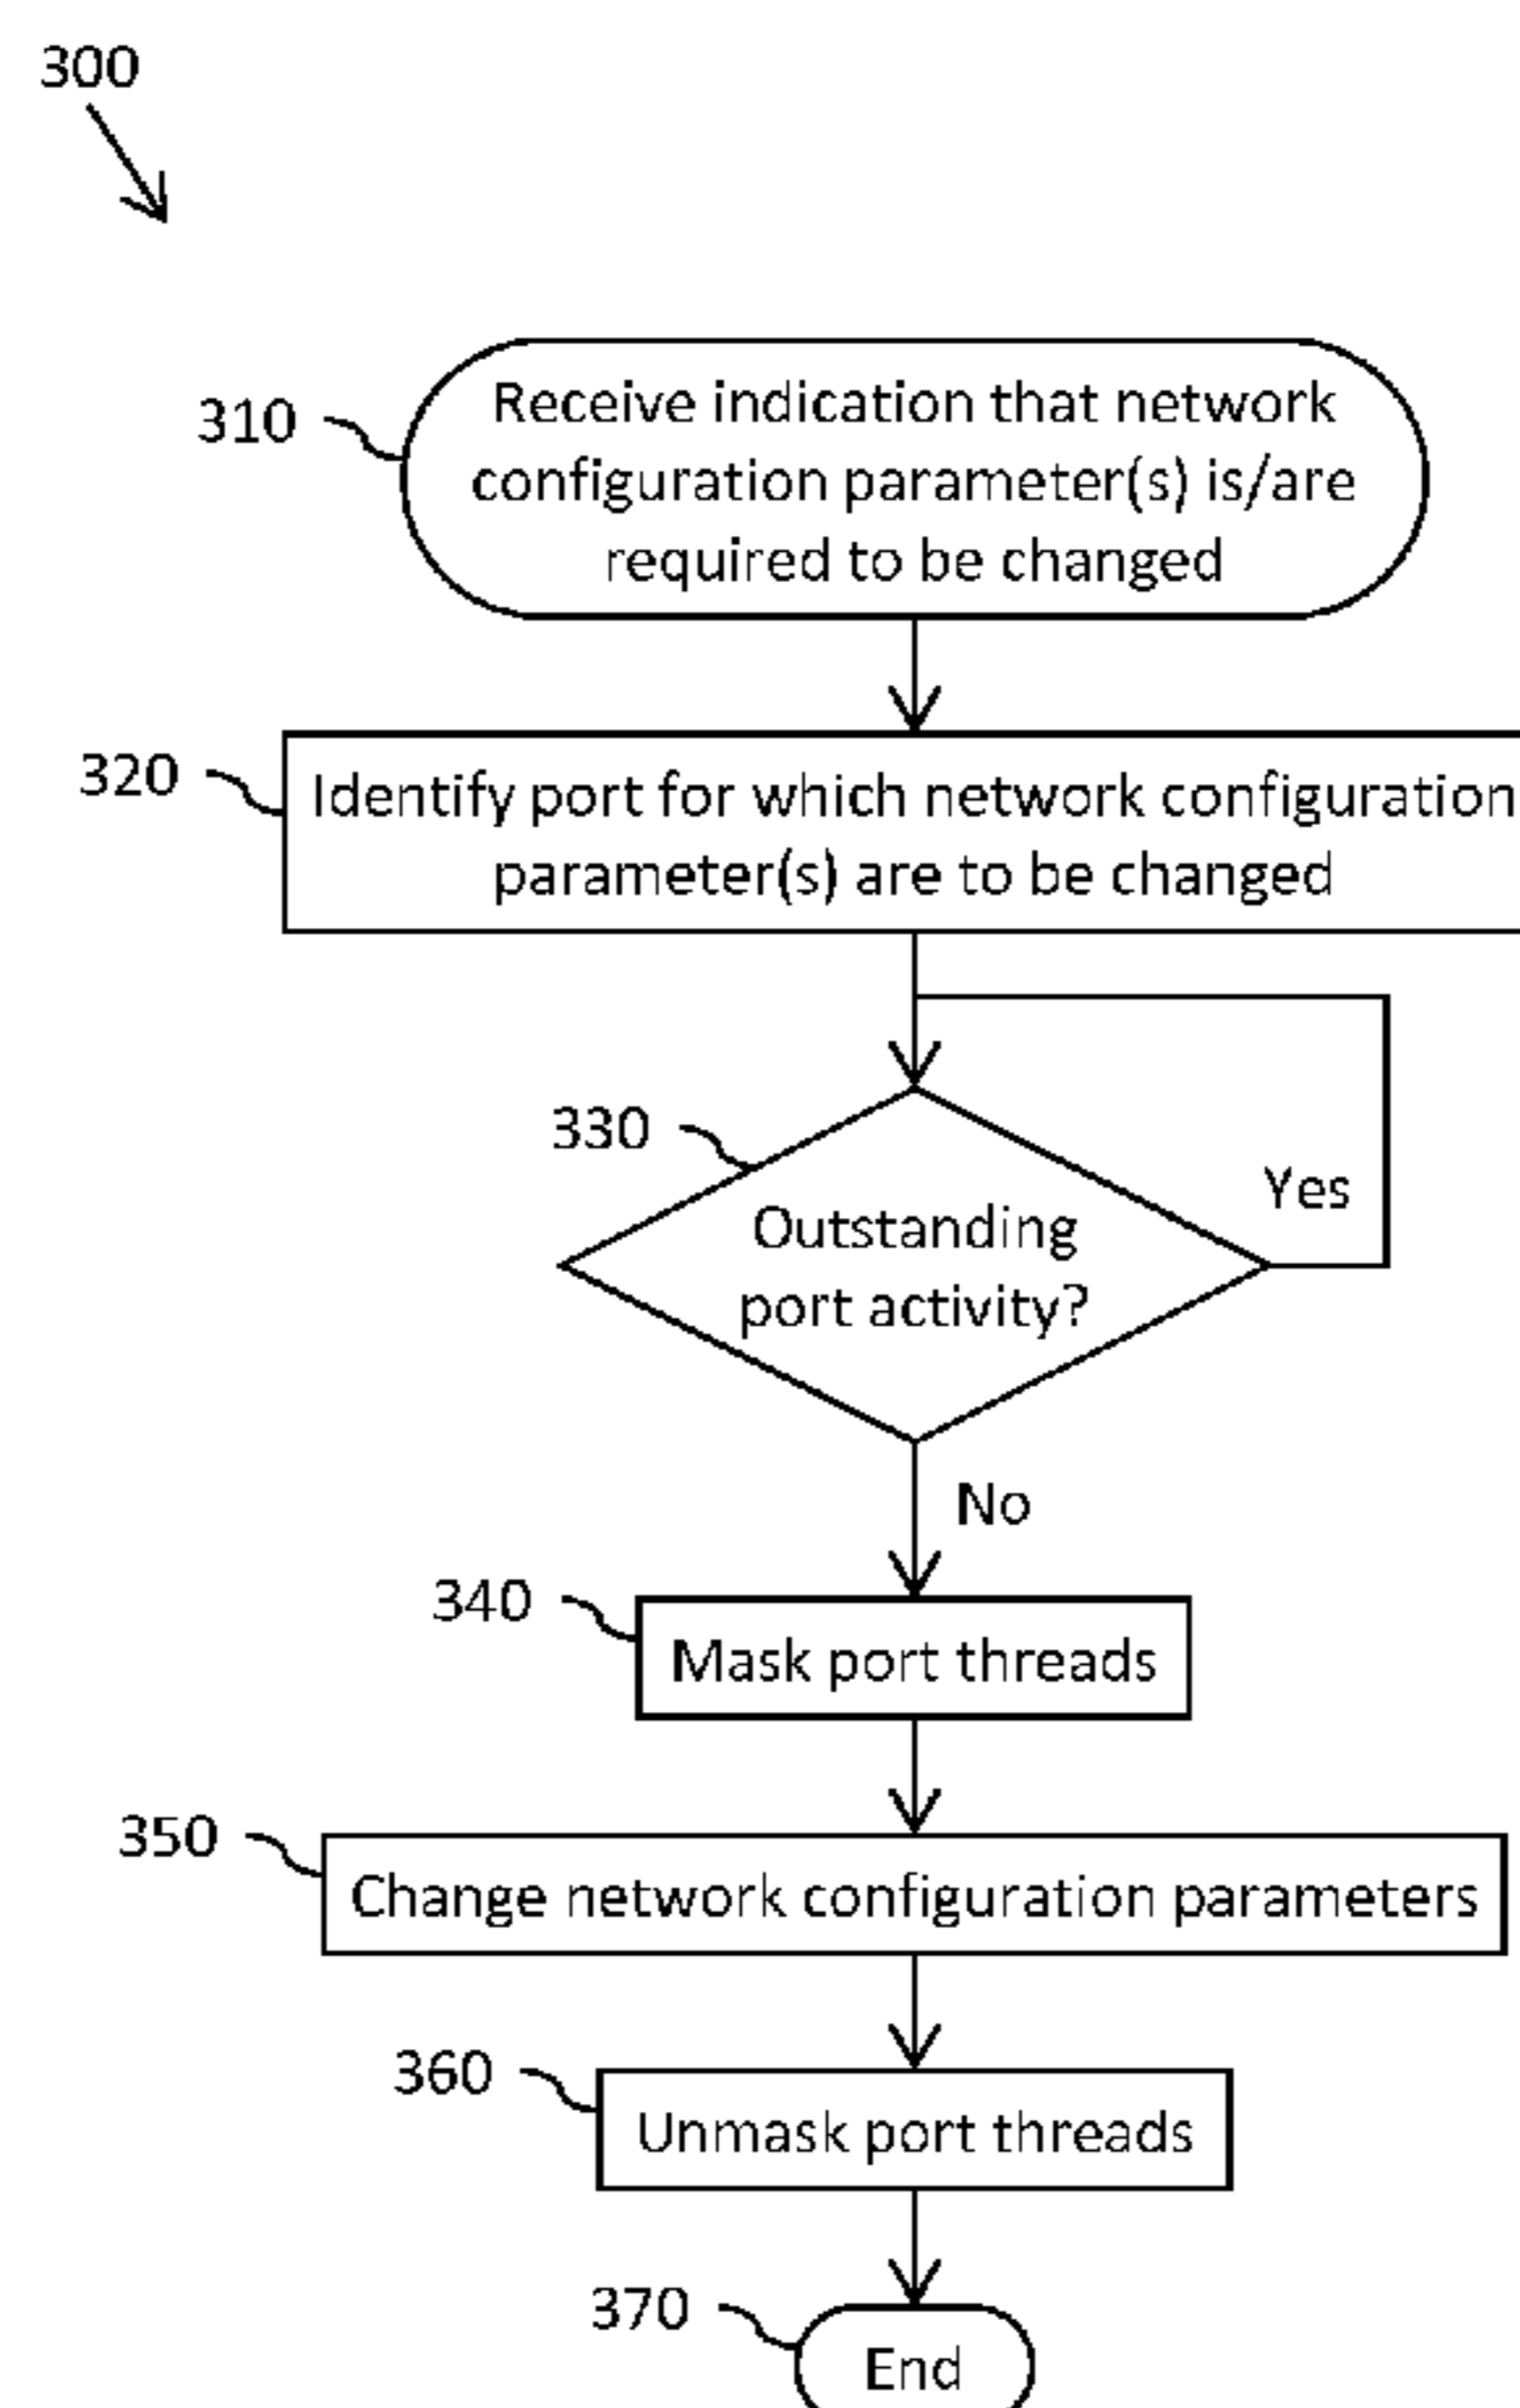 300
310
Receive indication that network
configuration parameter(s) is/are
required to be changed
320
Identify port for which network configuration
parameter(s) are to be changed
330
Outstanding
port activity?
Yes
No
340
Mask port threads
350
Change network configuration parameters
360
Unmask port threads
370
End